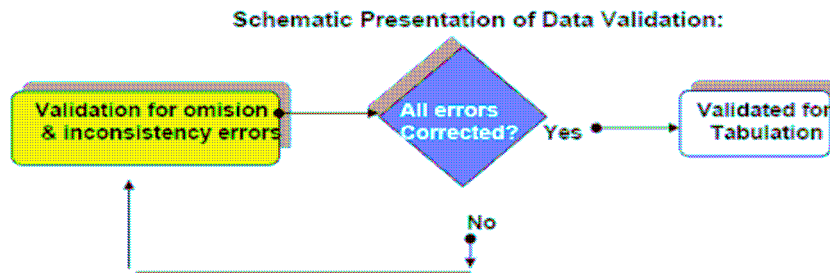 Schematic Presentation of Data Validation:
Validation for omision
& inconsistency errors
All errors
Corrected?
Yes
Validated for
Tabulation
No